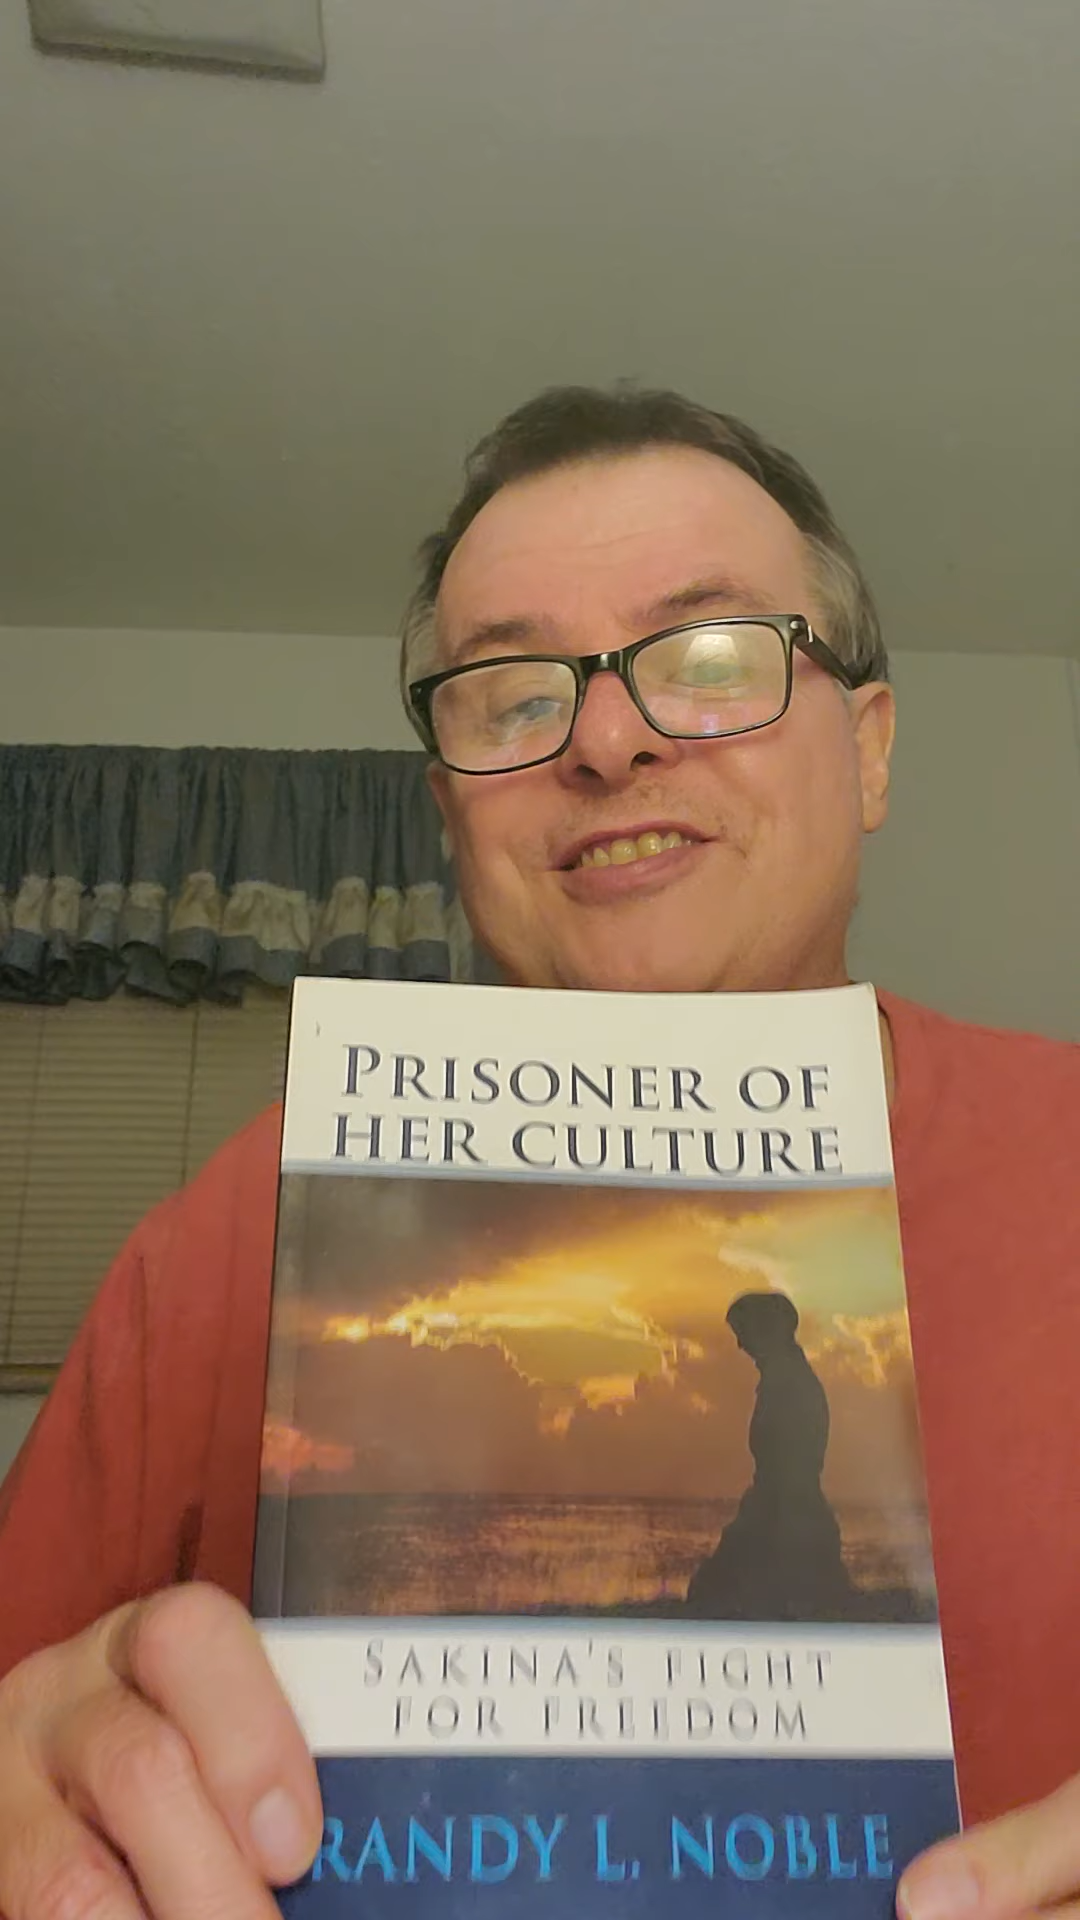 PRISONER OF
HER CULTURE
SAKINA'S FIGHT
FOR FREEDOM
RANDY L. NOBLE